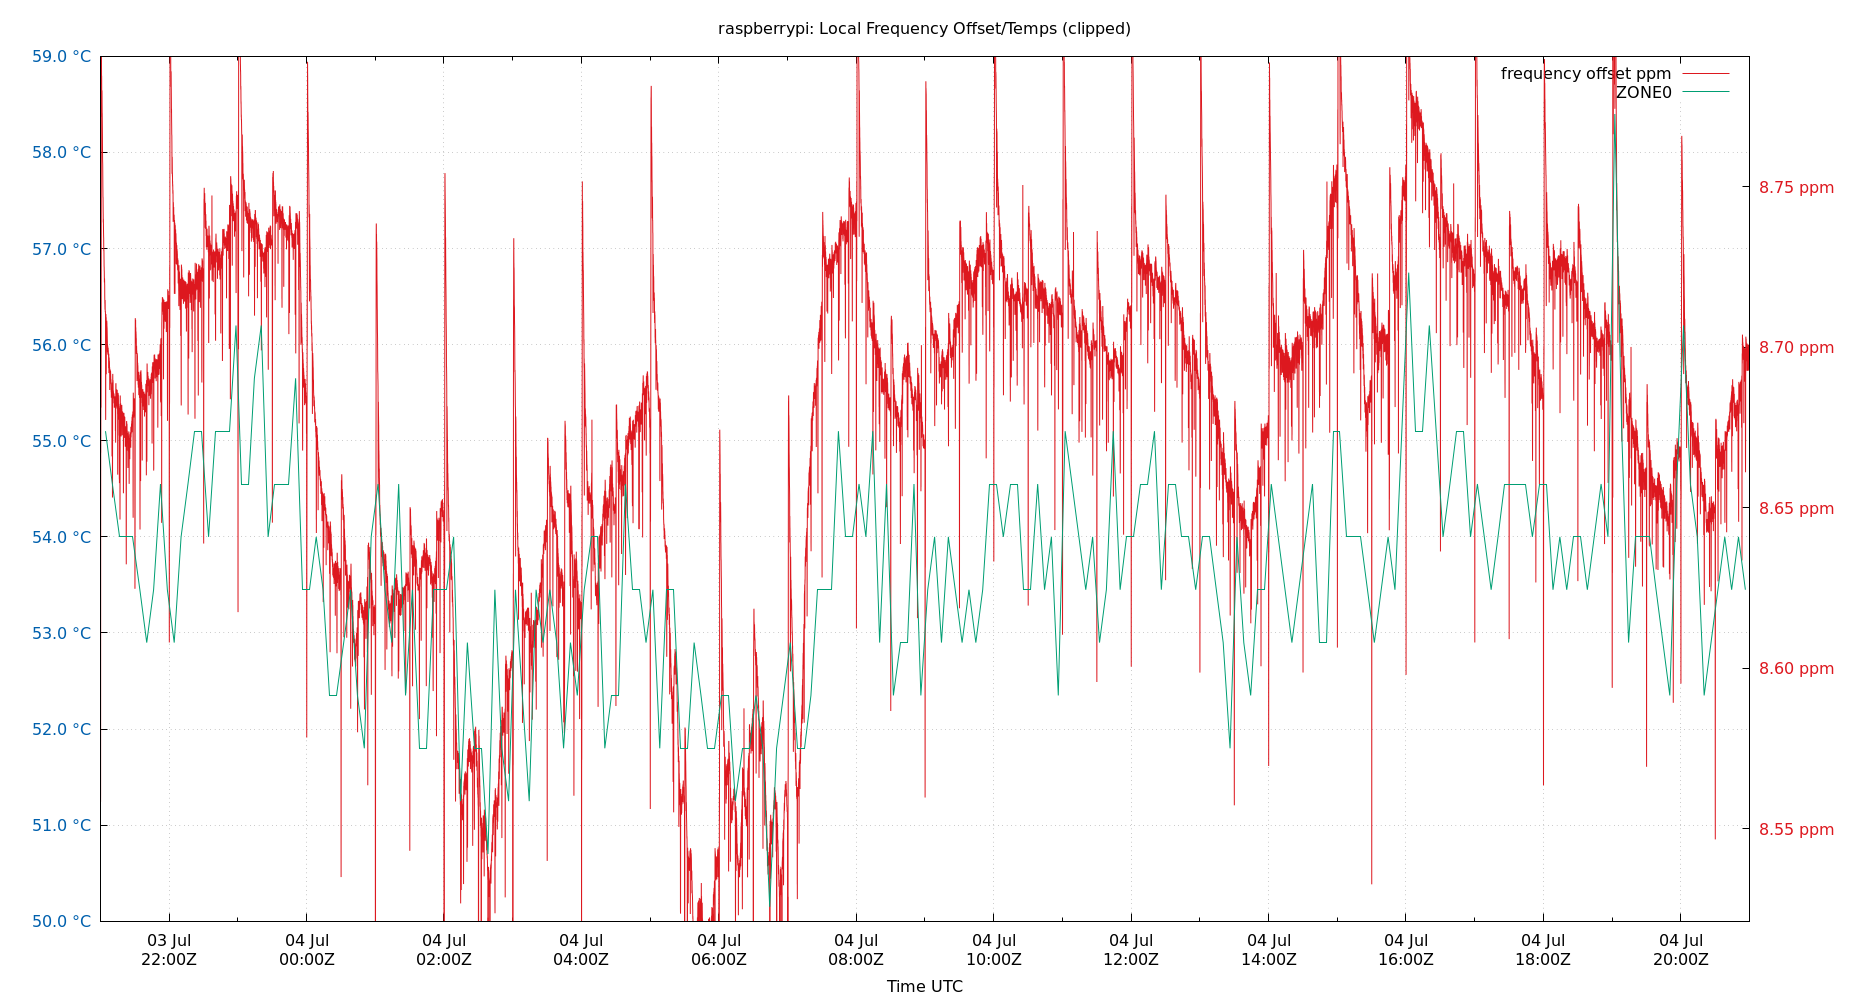 raspberrypi: Local Frequency Offset/Temps (clipped)
frequency offset ppm
ZONE0
59.0 °C
58.0 °C
57.0 °C
56.0 °C
55.0 °C
54.0 °C
53.0 °C
52.0 °C
51.0 °C
50.0 °C
8.75 ppm
8.70 ppm
8.65 ppm
8.60 ppm
8.55 ppm
03 Jul
22:00Z
04 Jul
00:00Z
04 Jul
02:00Z
04 Jul
04:00Z
04 Jul
06:00Z
04 Jul
08:00Z
04 Jul
10:00Z
04 Jul
12:00Z
04 Jul
14:00Z
04 Jul
16:00Z
04 Jul
18:00Z
04 Jul
20:00Z
Time UTC